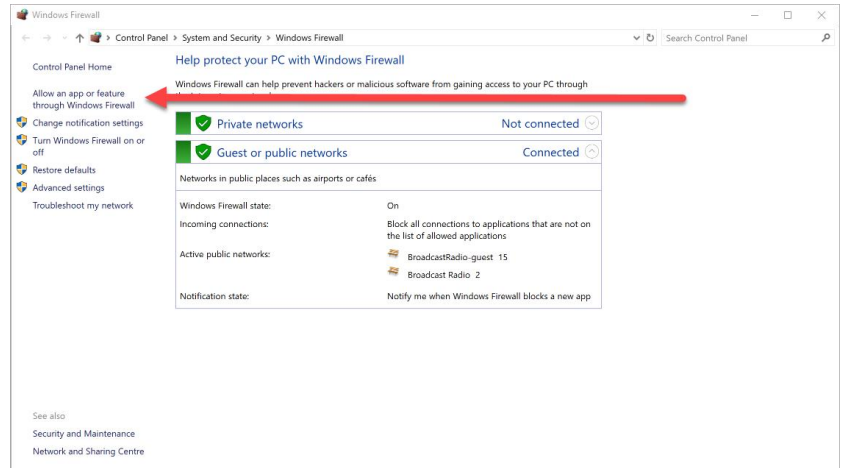 Windows Firewall
Control Panel > System and Security > Windows Firewall
Search Control Panel
Control Panel Home
Allow an app or feature
through Windows Firewall
Change notification settings
Turn Windows Firewall on or
off
Restore defaults
Advanced settings
Troubleshoot my network
Help protect your PC with Windows Firewall
Windows Firewall can help prevent hackers or malicious software from gaining access to your PC through
Private networks Not connected
Guest or public networks Connected
Networks in public places such as airports or cafés
Windows Firewall state: On
Incoming connections: Block all connections to applications that are not on
the list of allowed applications
Active public networks: BroadcastRadio-guest 15
Broadcast Radio 2
Notification state: Notify me when Windows Firewall blocks a new app
See also
Security and Maintenance
Network and Sharing Centre